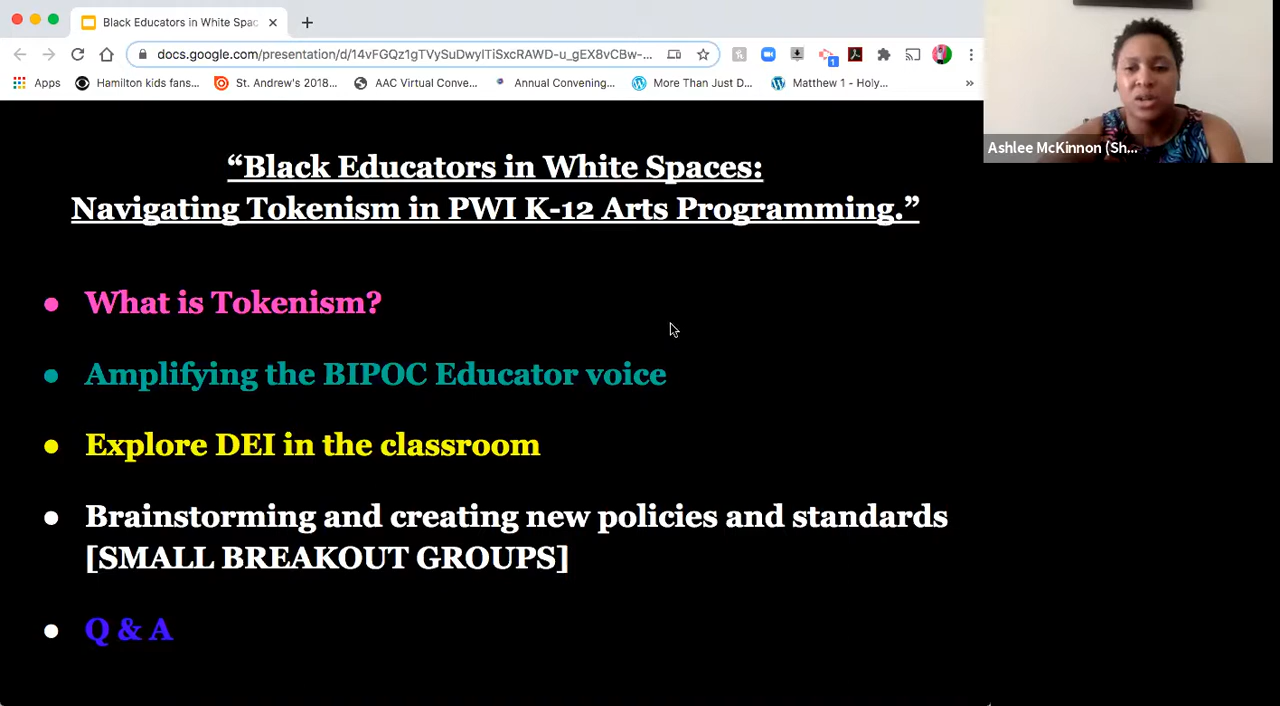 Black Educators in White Spac
docs.google.com/presentation/d/14vFGQz1gTVySuDwyITiSxcRAWD-u_gEX8vCBw-...
1
Apps Hamilton kids fans... St. Andrew's 2018... AAC Virtual Conve... Annual Convening... More Than Just D... Matthew 1 - Holy... »
Ashlee McKinnon (Sh...
“Black Educators in White Spaces:
Navigating Tokenism in PWI K-12 Arts Programming.”
● What is Tokenism?
● Amplifying the BIPOC Educator voice
● Explore DEI in the classroom
● Brainstorming and creating new policies and standards
[SMALL BREAKOUT GROUPS]
● Q & A